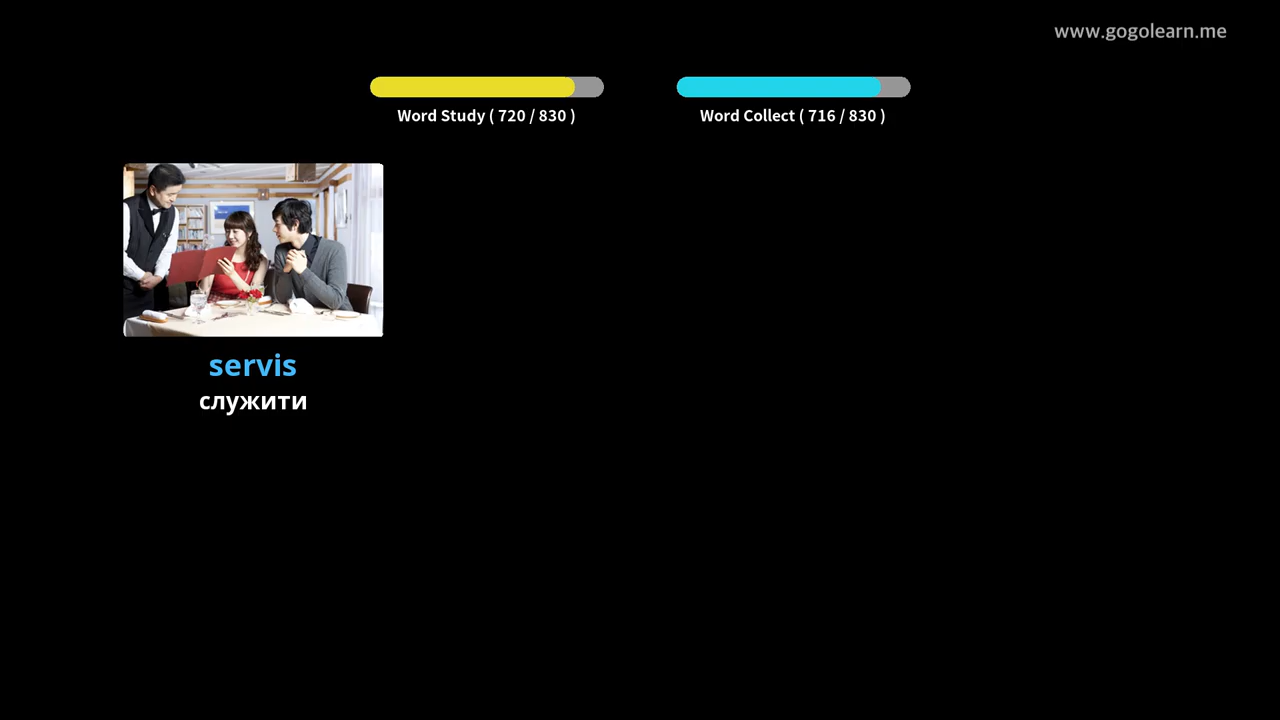 www.gogolearn.me
Word Study ( 720 / 830 )
Word Collect ( 716 / 830 )
servis
служити